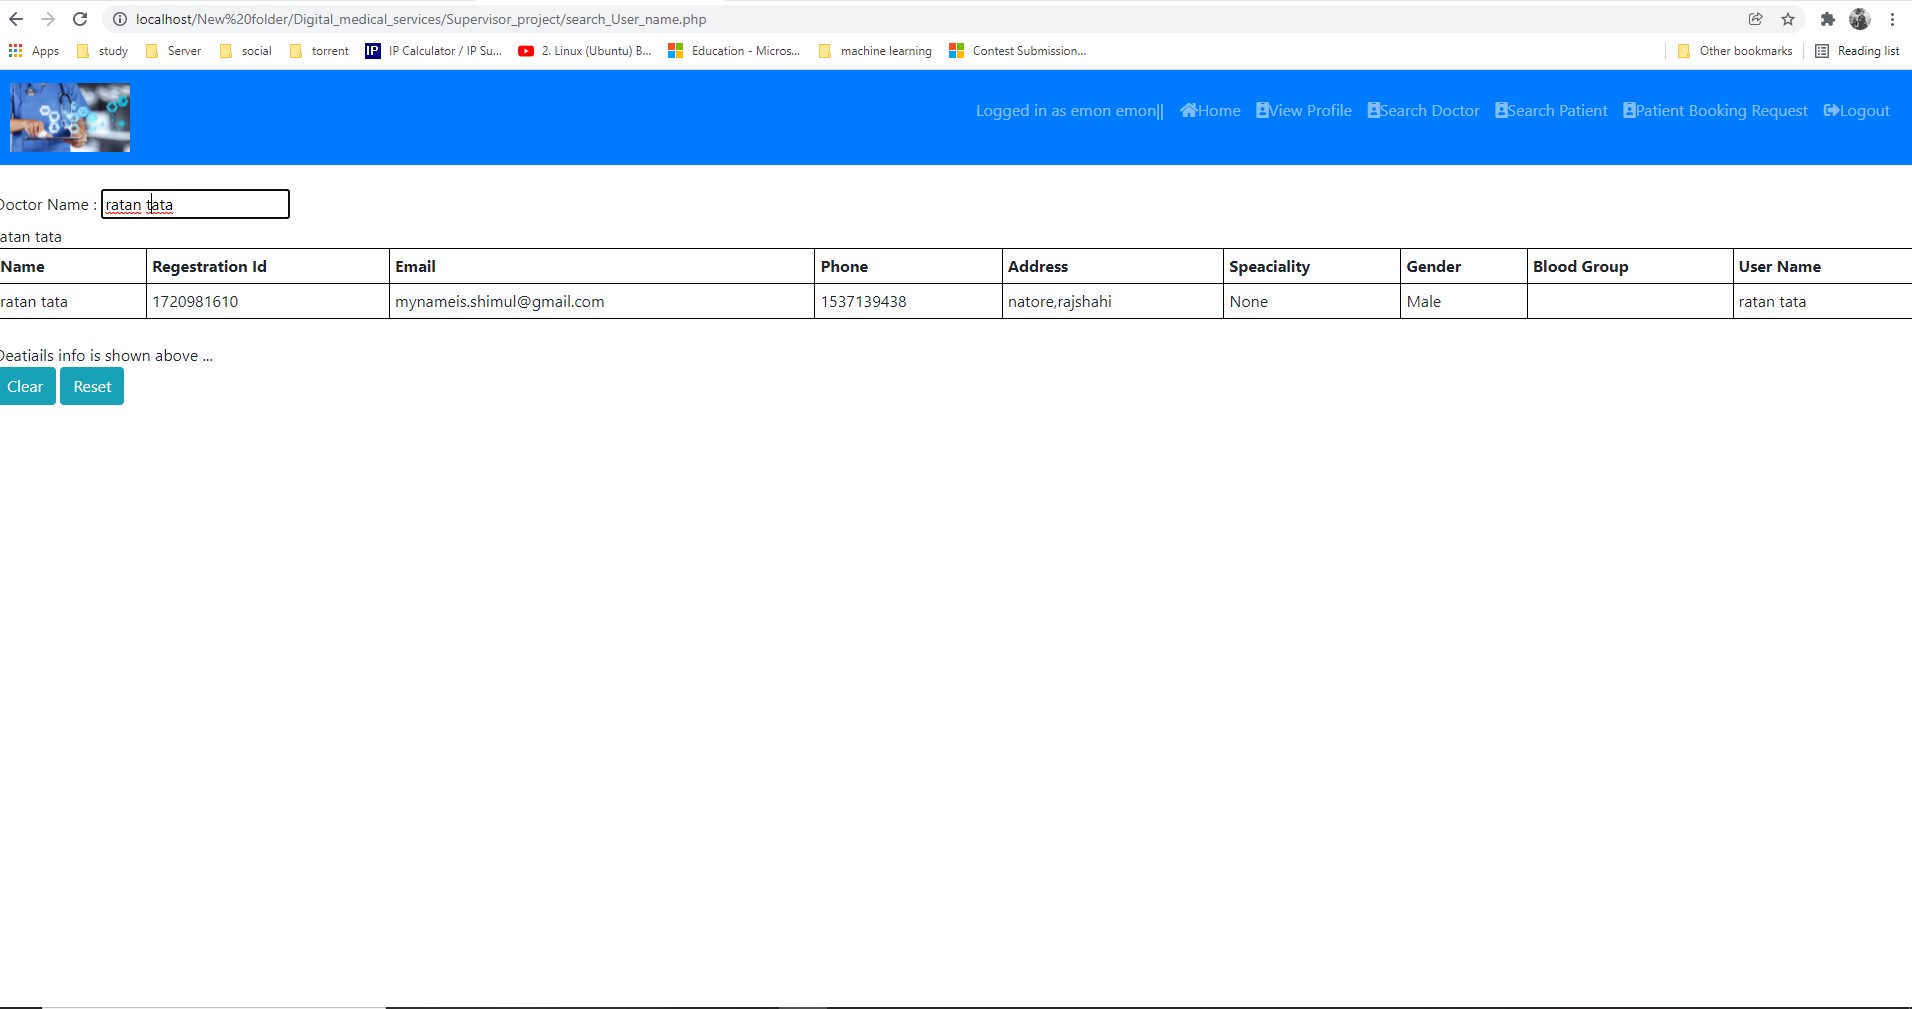 localhost/New%20folder/Digital_medical_services/Supervisor_project/search_User_name.php
Apps study Server social torrent IP IP Calculator / IP Su... 2. Linux (Ubuntu) B... Education - Micros... machine learning Contest Submission... Other bookmarks Reading list
Logged in as emon emon|| Home View Profile Search Doctor Search Patient Patient Booking Request Logout
Doctor Name : ratan tata
atan tata
Name Regestration Id Email Phone Address Speaciality Gender Blood Group User Name
ratan tata 1720981610 mynameis.shimul@gmail.com 1537139438 natore,rajshahi None Male ratan tata
Deatiails info is shown above ...
Clear Reset